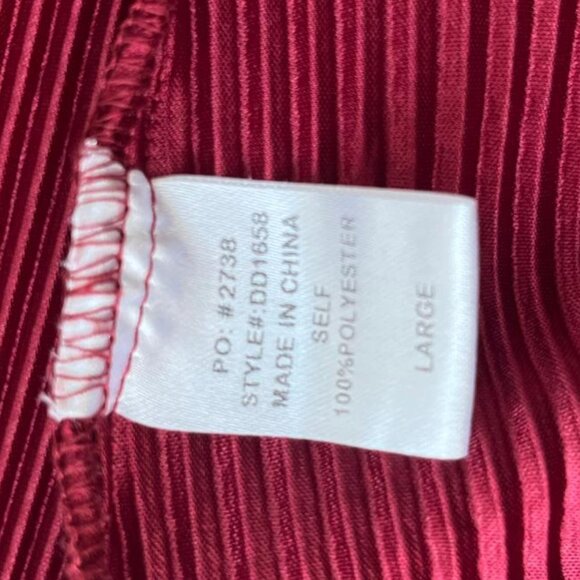 PO: #2738
STYLE#:DD1658
MADE IN CHINA
SELF
100%POLYESTER
LARGE